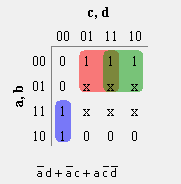 c, d
00 01 11 10
a, b
00 0 1 1 1
01 0 x x x
11 1 x x x
10 1 0 0 0
a̅d + a̅c + ac̅d̅